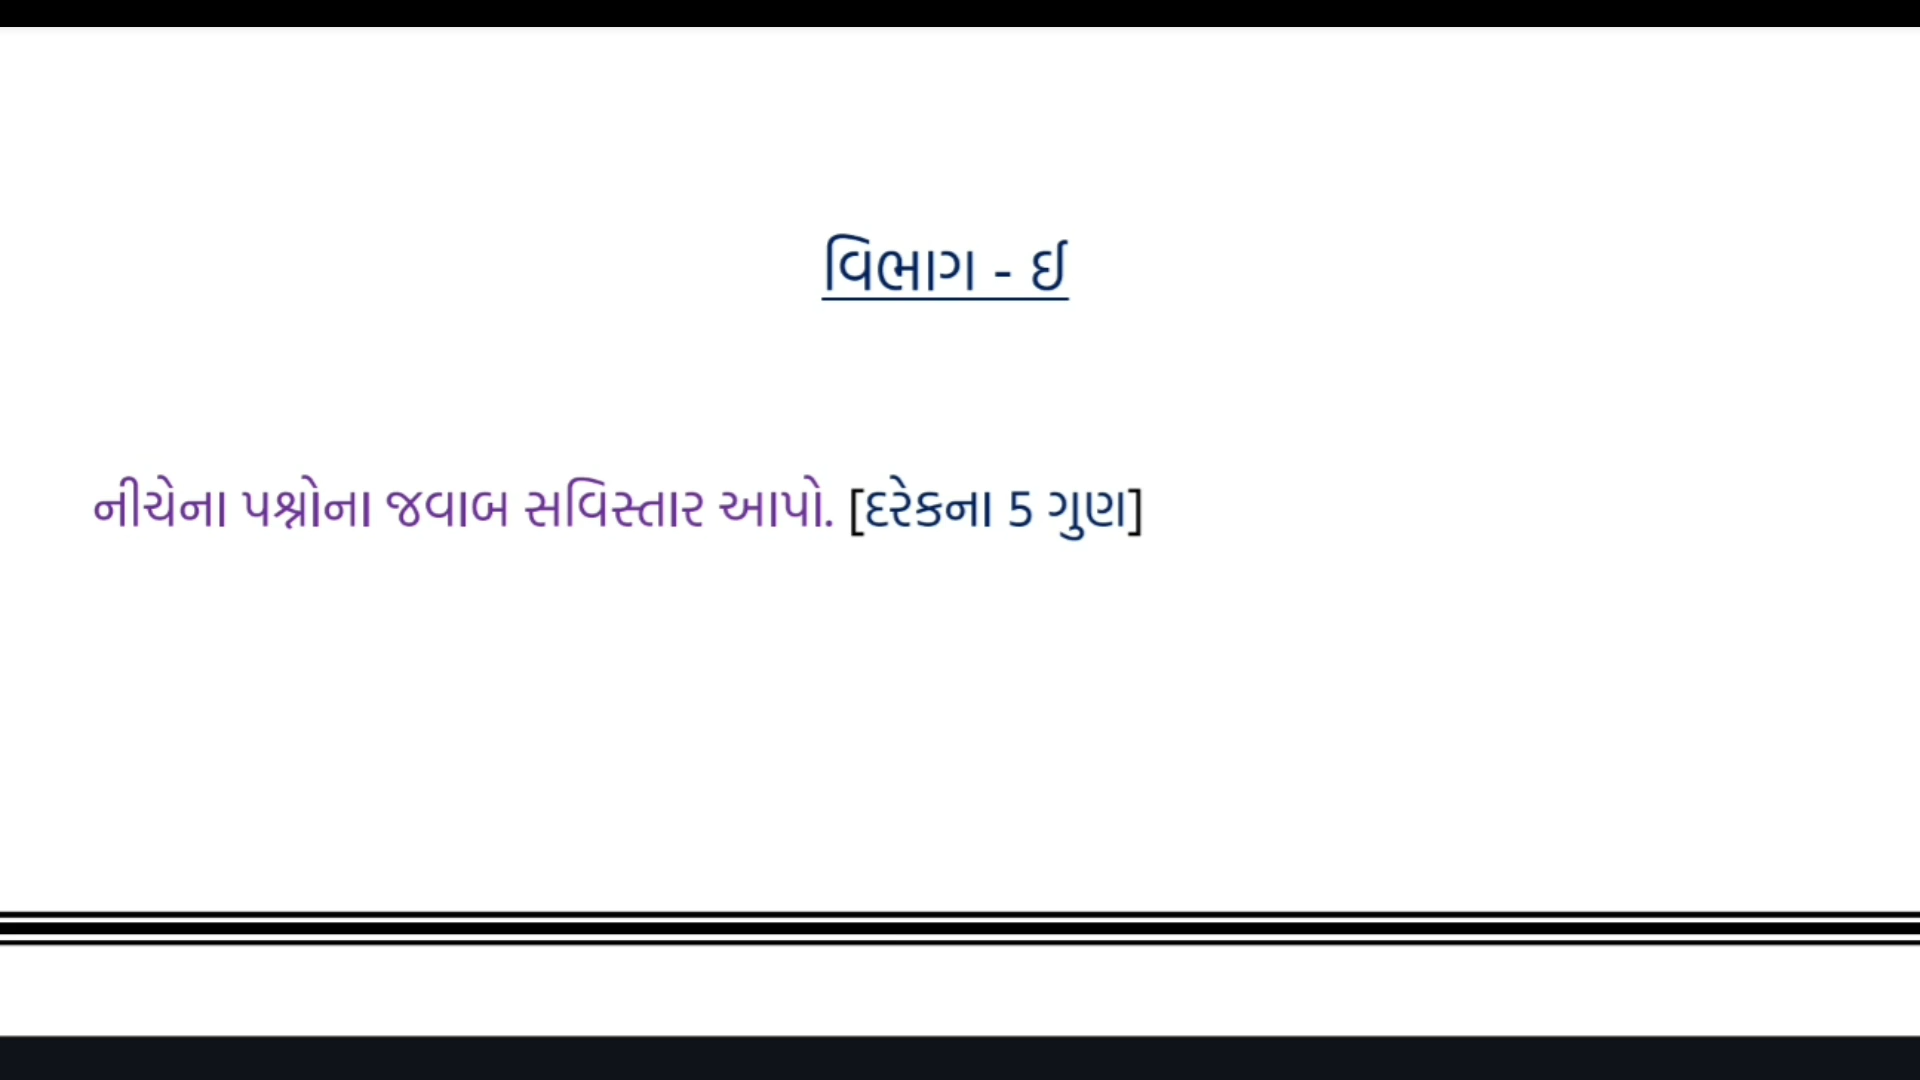 વિભાગ - ઈ
નીચેના પશ્નોના જવાબ સવિસ્તાર આપો. [દરેકના 5 ગુણ]